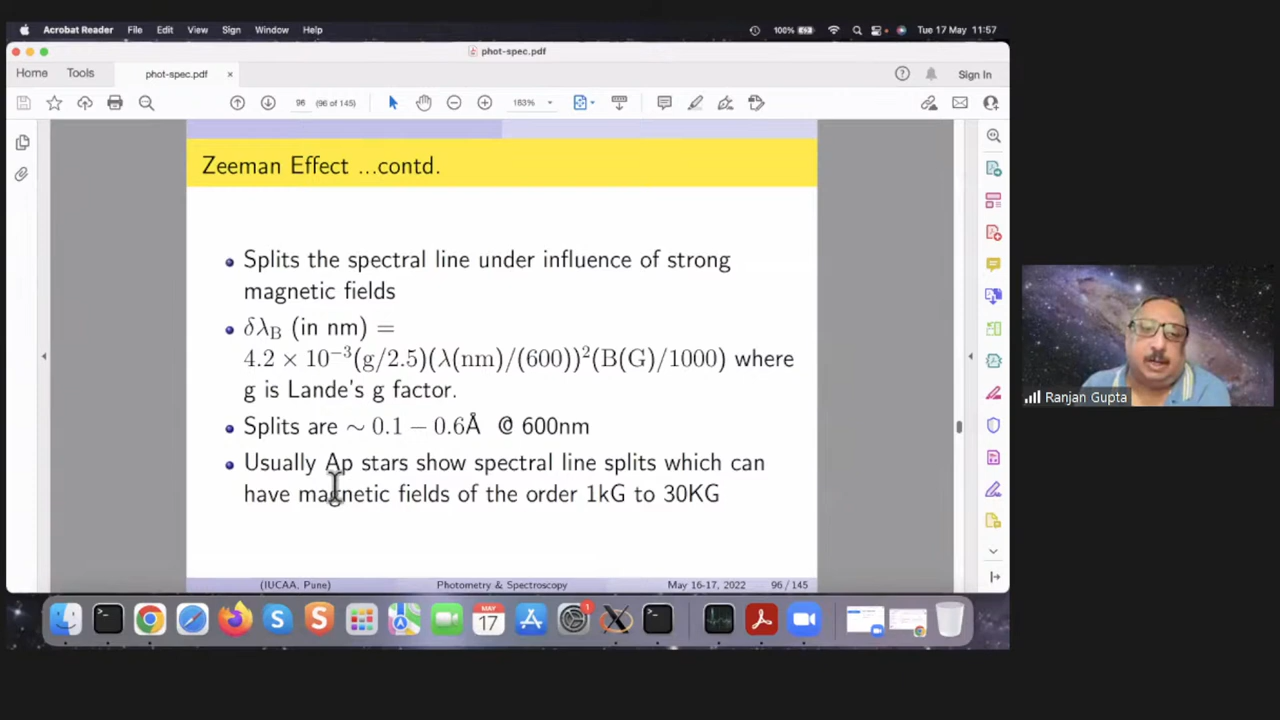 Acrobat Reader File Edit View Sign Window Help 100% Tue 17 May 11:57
phot-spec.pdf
Home Tools phot-spec.pdf × Sign In
96 (96 of 145) 183%
Zeeman Effect ...contd.
Splits the spectral line under influence of strong
magnetic fields
δλ_B (in nm) =
4.2 × 10⁻³(g/2.5)(λ(nm)/(600))²(B(G)/1000) where
g is Lande's g factor.
Splits are ∼ 0.1 − 0.6Å @ 600nm
Usually Ap stars show spectral line splits which can
have magnetic fields of the order 1kG to 30KG
Ranjan Gupta
(IUCAA, Pune) Photometry & Spectroscopy May 16-17, 2022 96 / 145
MAY
17
1